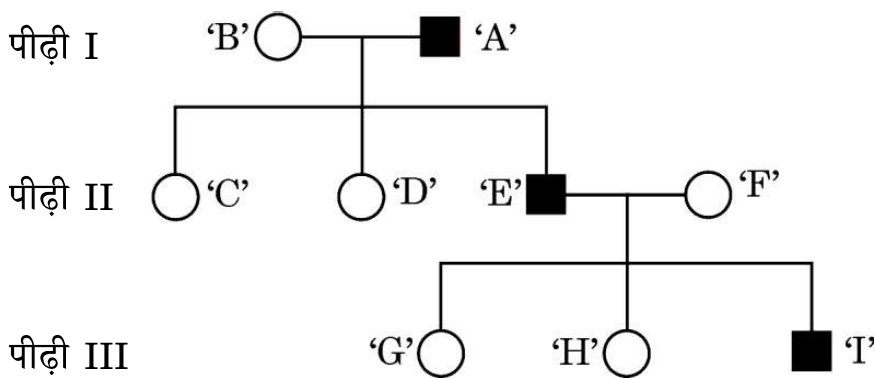 पीढ़ी I 'B' 'A'
पीढ़ी II 'C' 'D' 'E' 'F'
पीढ़ी III 'G' 'H' 'I'